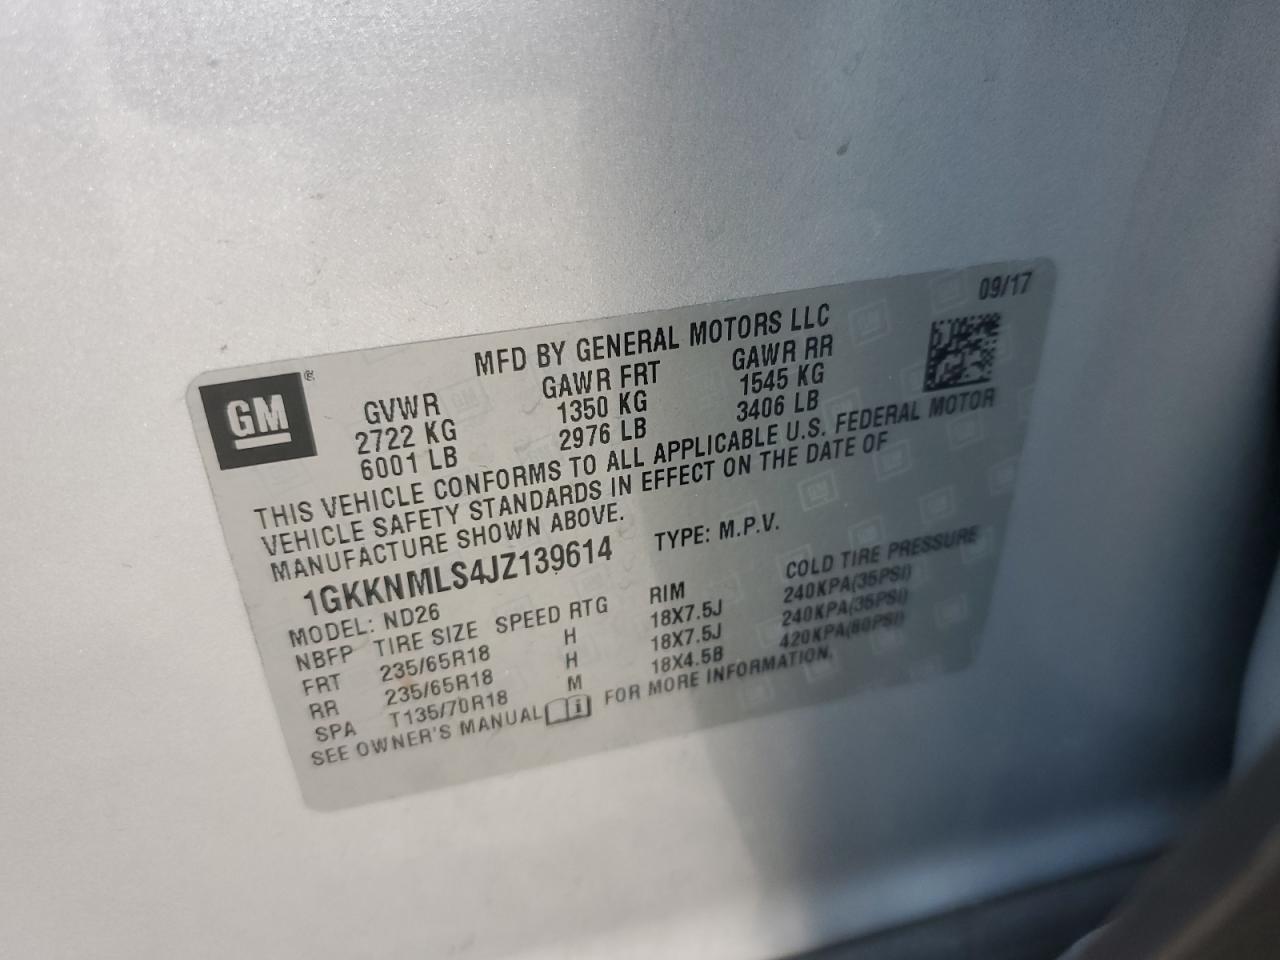 09/17
MFD BY GENERAL MOTORS LLC
GM®
GVWR GAWR FRT GAWR RR
2722 KG 1350 KG 1545 KG
6001 LB 2976 LB 3406 LB
THIS VEHICLE CONFORMS TO ALL APPLICABLE U.S. FEDERAL MOTOR
VEHICLE SAFETY STANDARDS IN EFFECT ON THE DATE OF
MANUFACTURE SHOWN ABOVE.
1GKKNMLS4JZ139614 TYPE: M.P.V.
MODEL: ND26
NBFP TIRE SIZE SPEED RTG RIM COLD TIRE PRESSURE
FRT 235/65R18 H 18X7.5J 240KPA(35PSI)
RR 235/65R18 H 18X7.5J 240KPA(35PSI)
SPA T135/70R18 M 18X4.5B 420KPA(60PSI)
SEE OWNER'S MANUAL FOR MORE INFORMATION.